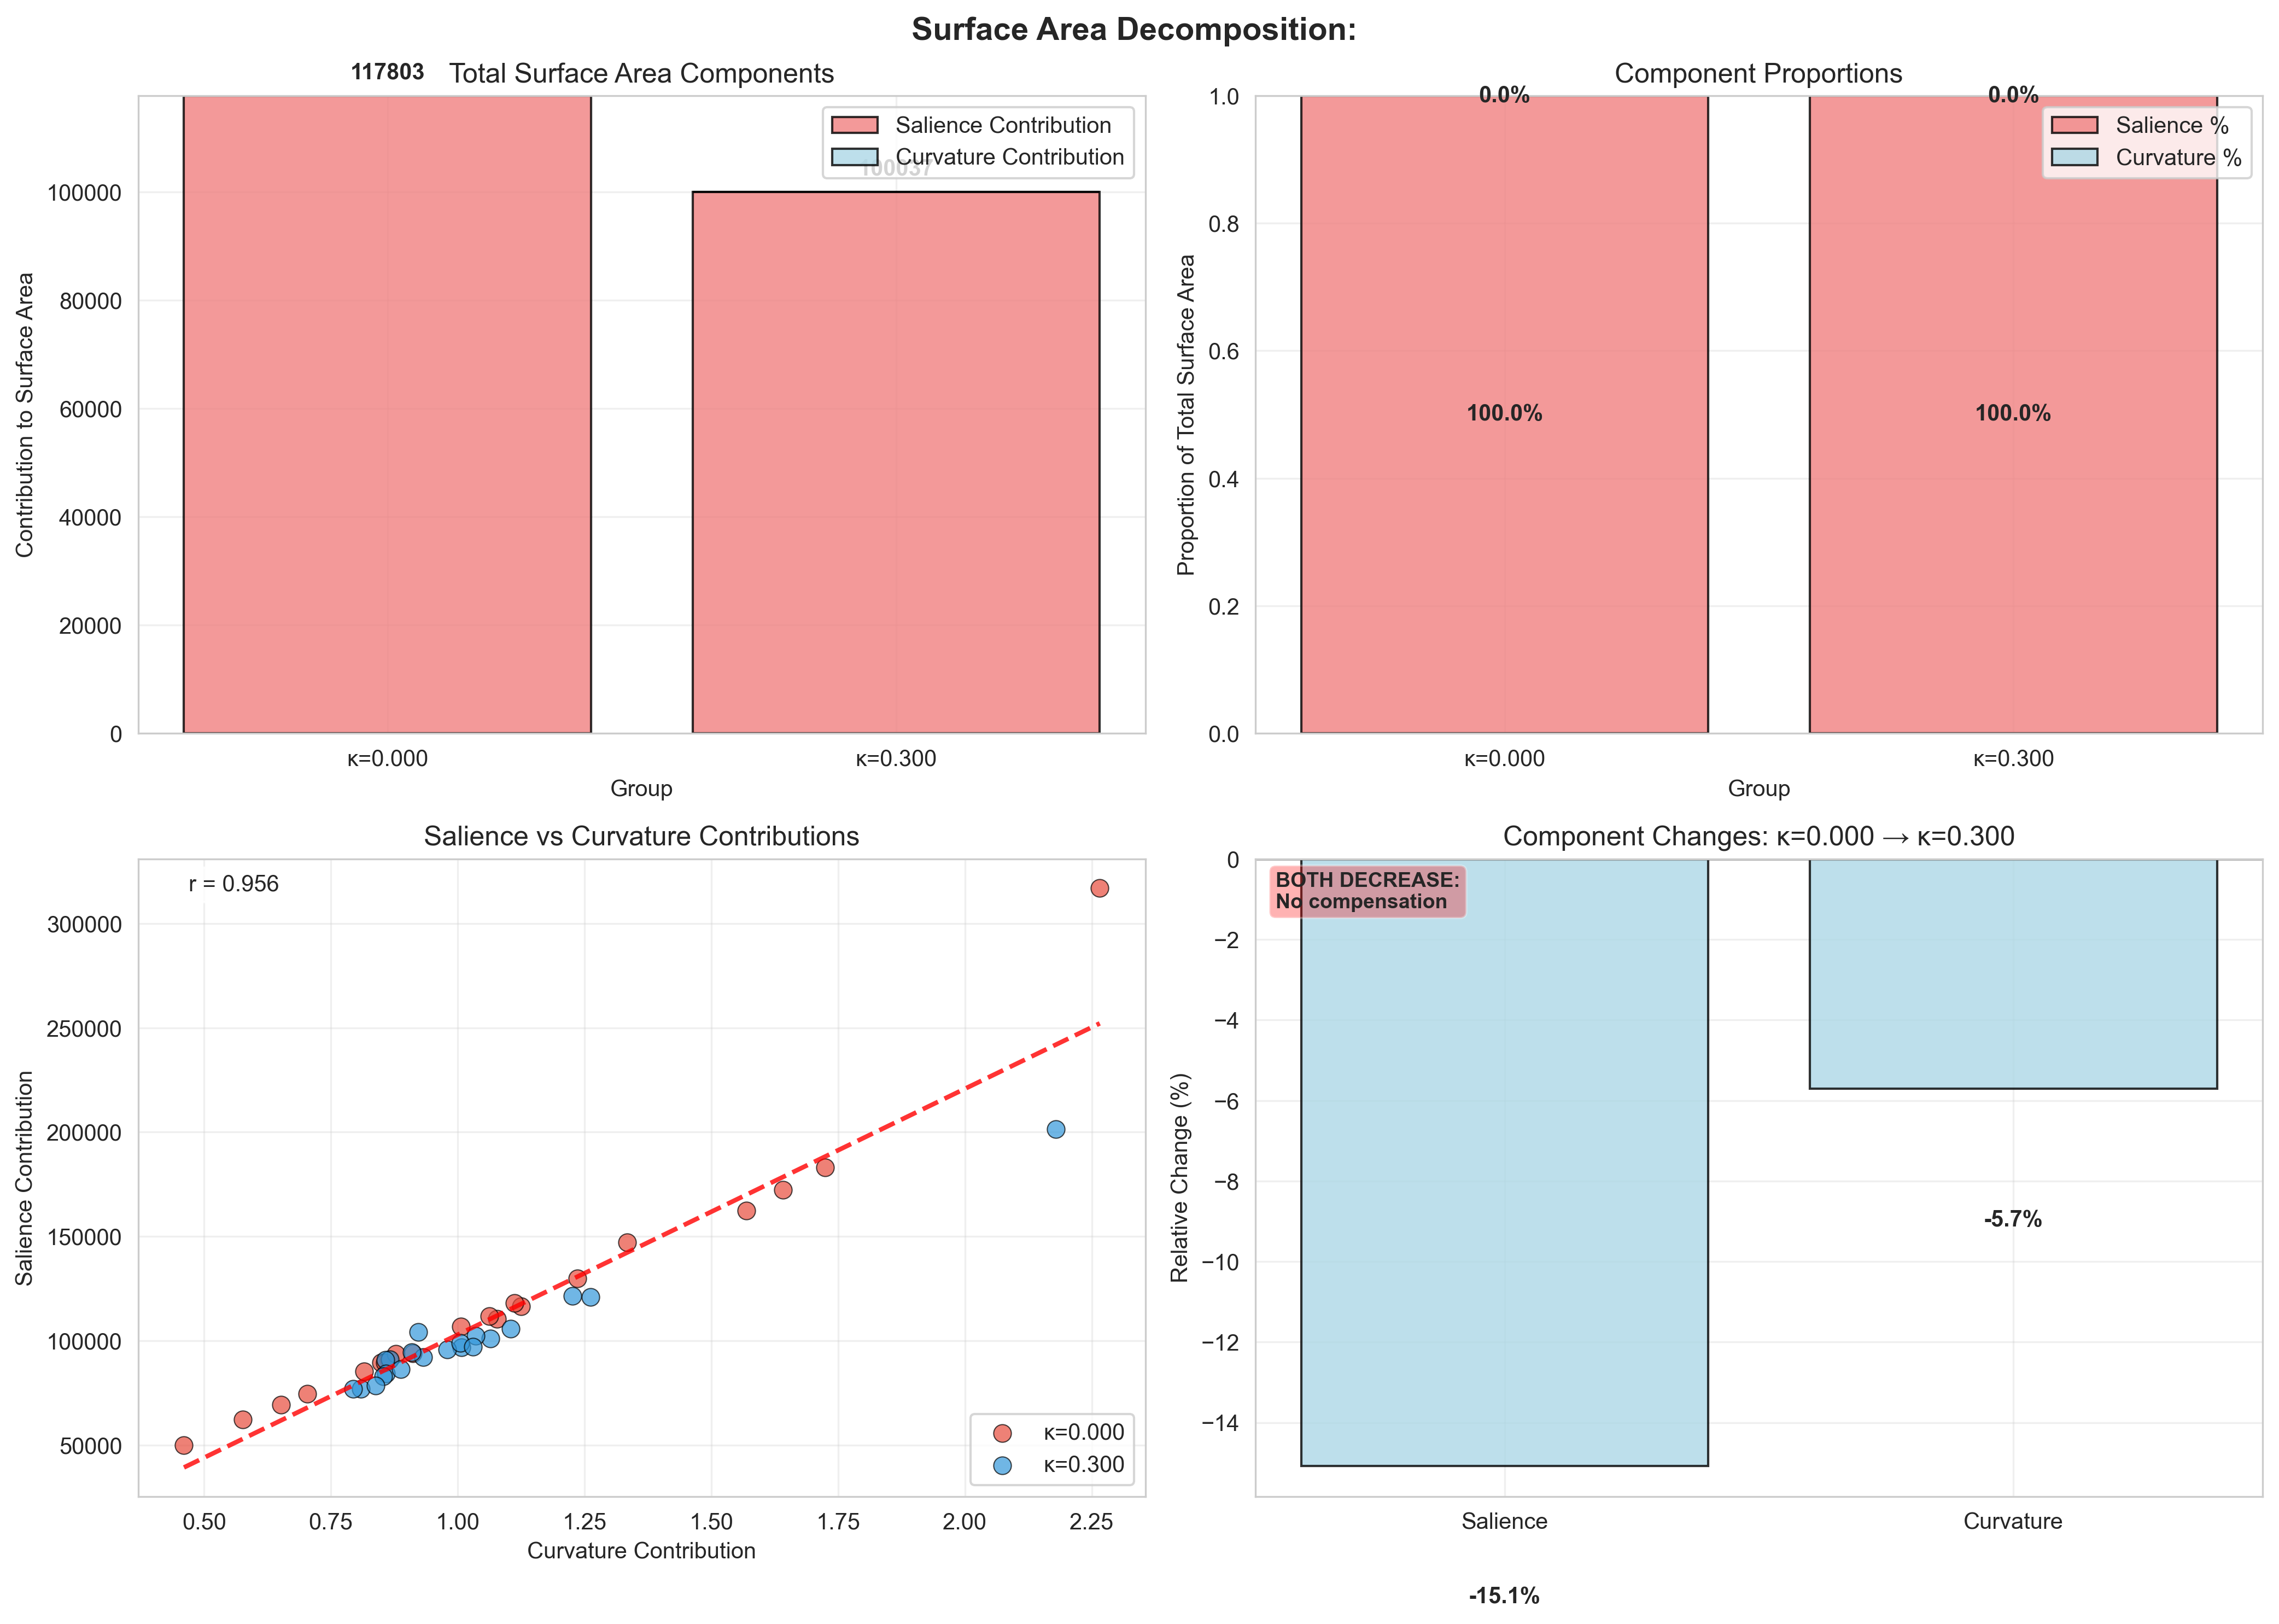 Surface Area Decomposition:
Total Surface Area Components
117803
100037
Salience Contribution
Curvature Contribution
Contribution to Surface Area
100000
80000
60000
40000
20000
0
κ=0.000
κ=0.300
Group
Component Proportions
0.0%
0.0%
Salience %
Curvature %
100.0%
100.0%
Proportion of Total Surface Area
1.0
0.8
0.6
0.4
0.2
0.0
κ=0.000
κ=0.300
Group
Salience vs Curvature Contributions
r = 0.956
Salience Contribution
300000
250000
200000
150000
100000
50000
κ=0.000
κ=0.300
0.50
0.75
1.00
1.25
1.50
1.75
2.00
2.25
Curvature Contribution
Component Changes: κ=0.000 → κ=0.300
BOTH DECREASE:
No compensation
Relative Change (%)
0
−2
−4
−6
−8
−10
−12
−14
-5.7%
Salience
Curvature
-15.1%